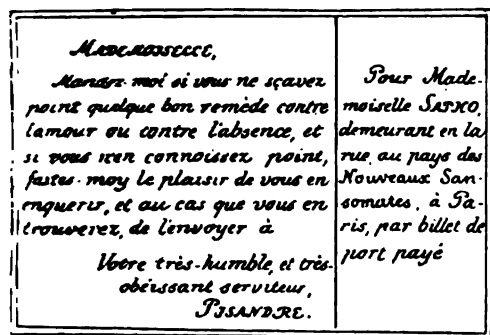 MADEMOISELLE,
Mandez-moi si vous ne sçavez
point quelque bon remède contre
l'amour ou contre l'absence, et
si vous n'en connoissez point,
faites-moy le plaisir de vous en
enquerir, et au cas que vous en
trouverez, de l'envoyer à
Votre très-humble, et très-
obéissant serviteur,
PISANDRE.
Pour Made-
moiselle SAPHO,
demeurant en la
rue, au pays des
Nouveaux San-
somates, à Pa-
ris, par billet de
port payé